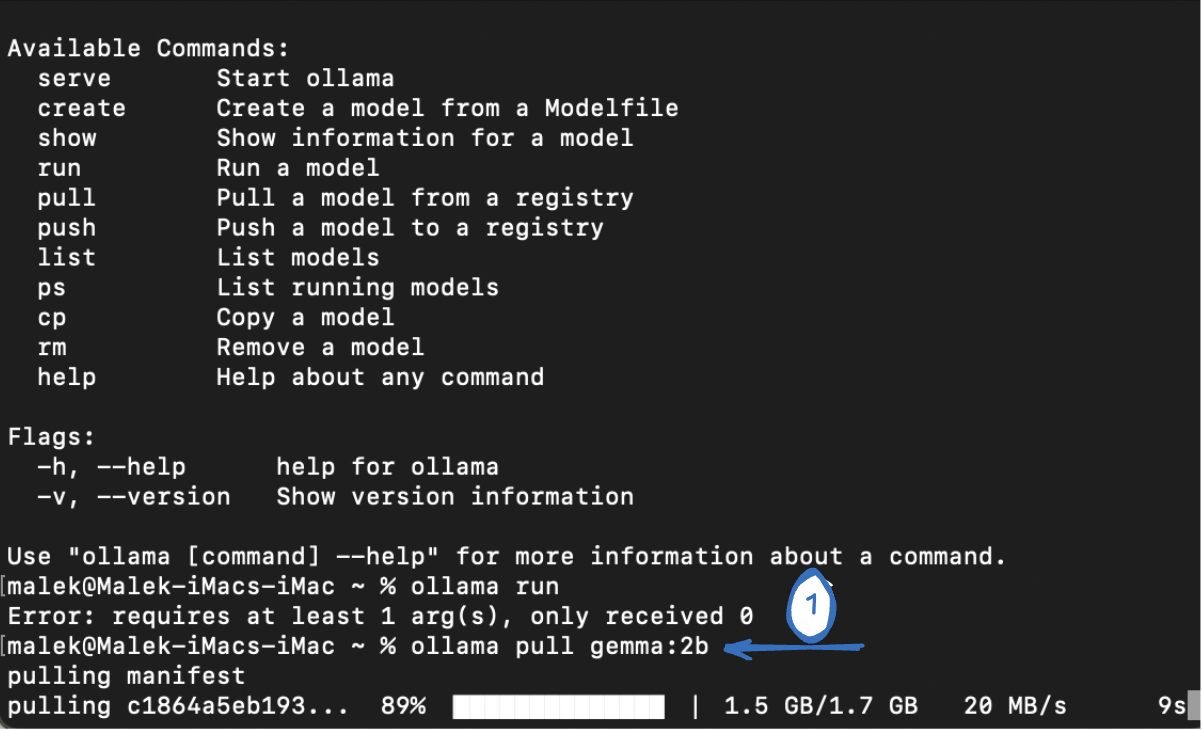 Available Commands:
  serve       Start ollama
  create      Create a model from a Modelfile
  show        Show information for a model
  run         Run a model
  pull        Pull a model from a registry
  push        Push a model to a registry
  list        List models
  ps          List running models
  cp          Copy a model
  rm          Remove a model
  help        Help about any command
Flags:
  -h, --help      help for ollama
  -v, --version   Show version information
Use "ollama [command] --help" for more information about a command.
[malek@Malek-iMacs-iMac ~ % ollama run
Error: requires at least 1 arg(s), only received 0
1
[malek@Malek-iMacs-iMac ~ % ollama pull gemma:2b
pulling manifest
pulling c1864a5eb193...  89%  | 1.5 GB/1.7 GB   20 MB/s      9s